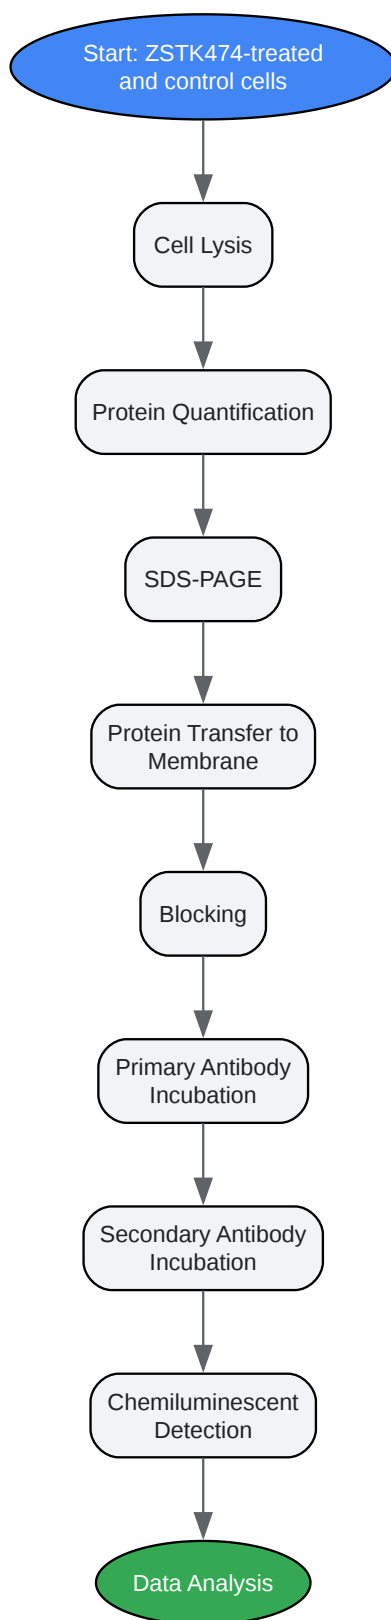 Start: ZSTK474-treated
and control cells
Cell Lysis
Protein Quantification
SDS-PAGE
Protein Transfer to
Membrane
Blocking
Primary Antibody
Incubation
Secondary Antibody
Incubation
Chemiluminescent
Detection
Data Analysis